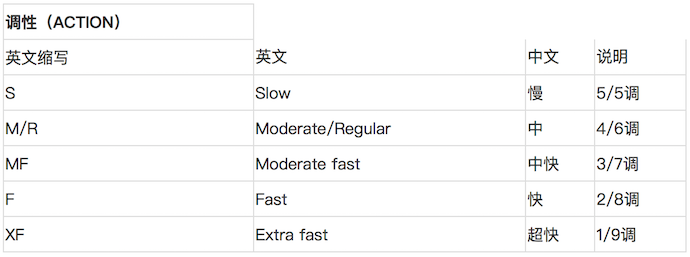 调性（ACTION）
英文缩写 英文 中文 说明
S Slow 慢 5/5调
M/R Moderate/Regular 中 4/6调
MF Moderate fast 中快 3/7调
F Fast 快 2/8调
XF Extra fast 超快 1/9调